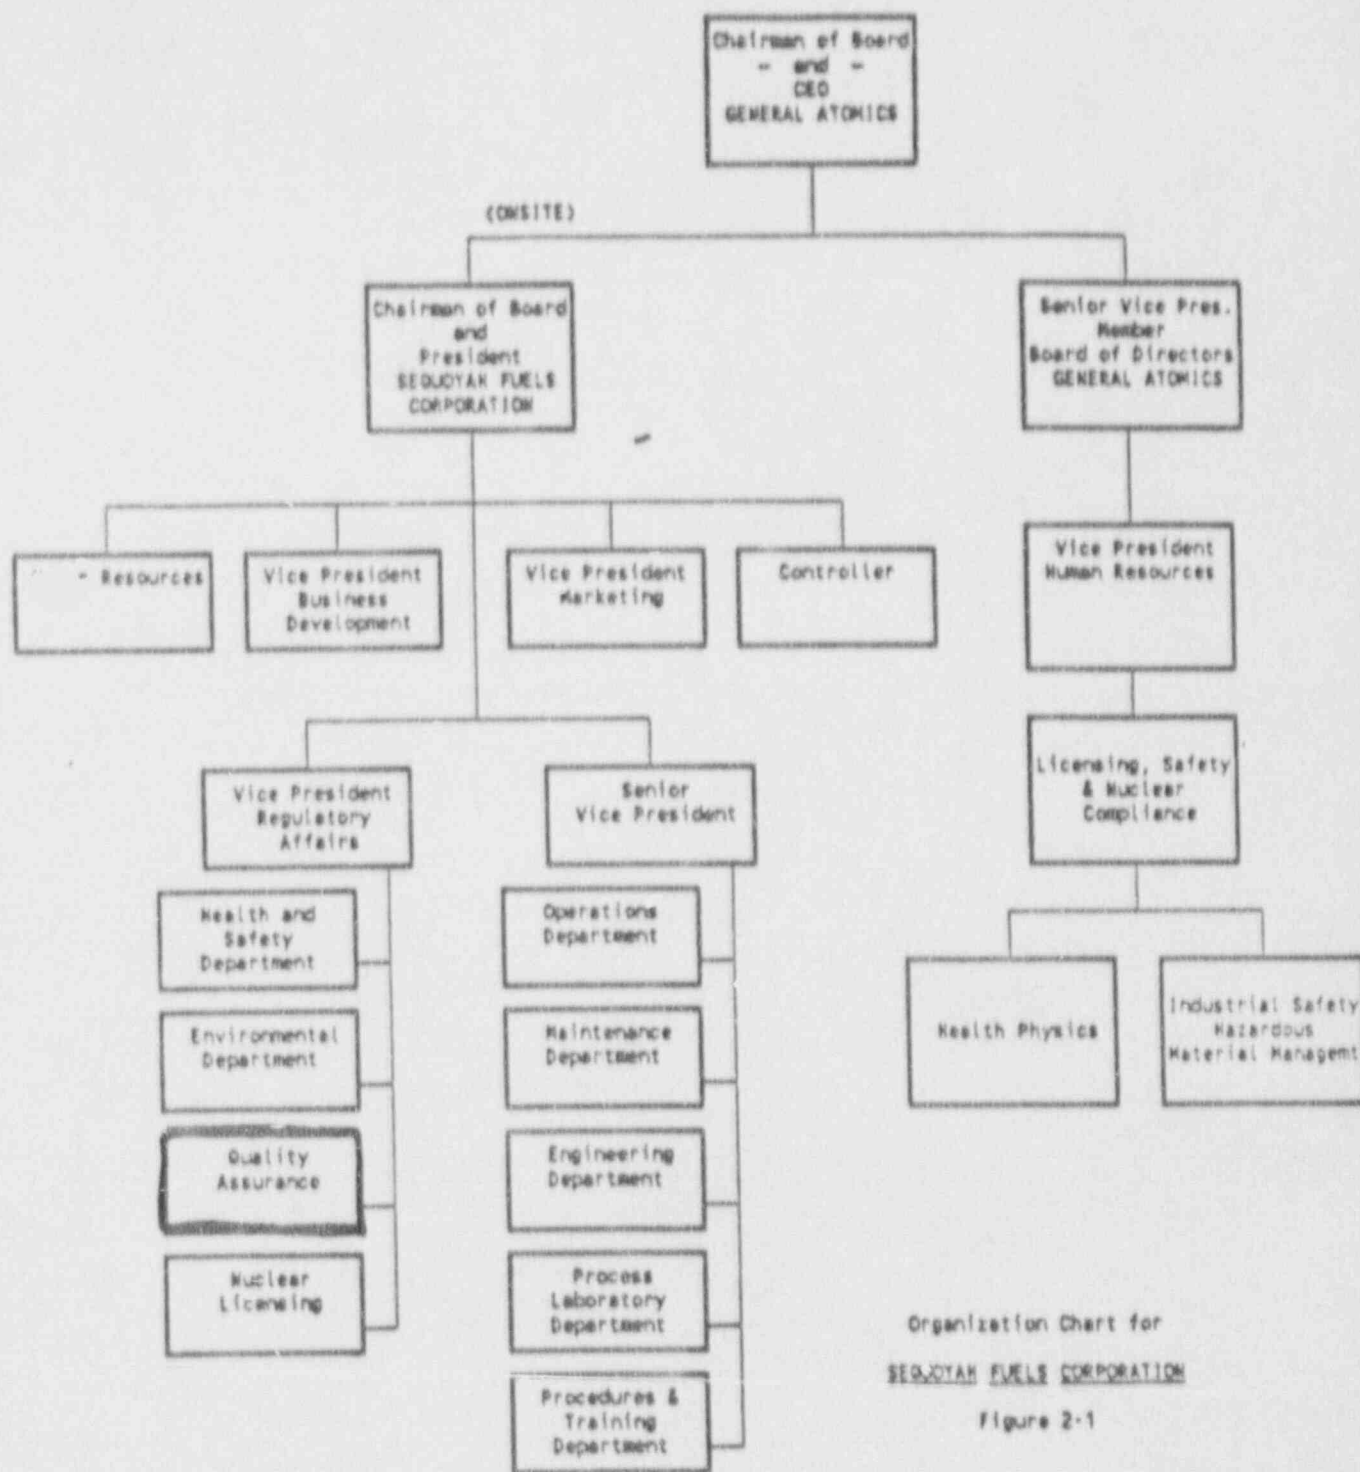 Chairman of Board
- and -
CEO
GENERAL ATOMICS
(ONSITE)
Chairman of Board
and
President
SEQUOYAH FUELS
CORPORATION
Senior Vice Pres.
Member
Board of Directors
GENERAL ATOMICS
- Resources
Vice President
Business
Development
Vice President
Marketing
Controller
Vice President
Human Resources
Vice President
Regulatory
Affairs
Senior
Vice President
Licensing, Safety
& Nuclear
Compliance
Health and
Safety
Department
Environmental
Department
Quality
Assurance
Nuclear
Licensing
Operations
Department
Maintenance
Department
Engineering
Department
Process
Laboratory
Department
Procedures &
Training
Department
Health Physics
Industrial Safety
Hazardous
Material Managemt
Organization Chart for
SEQUOYAH FUELS CORPORATION
Figure 2-1